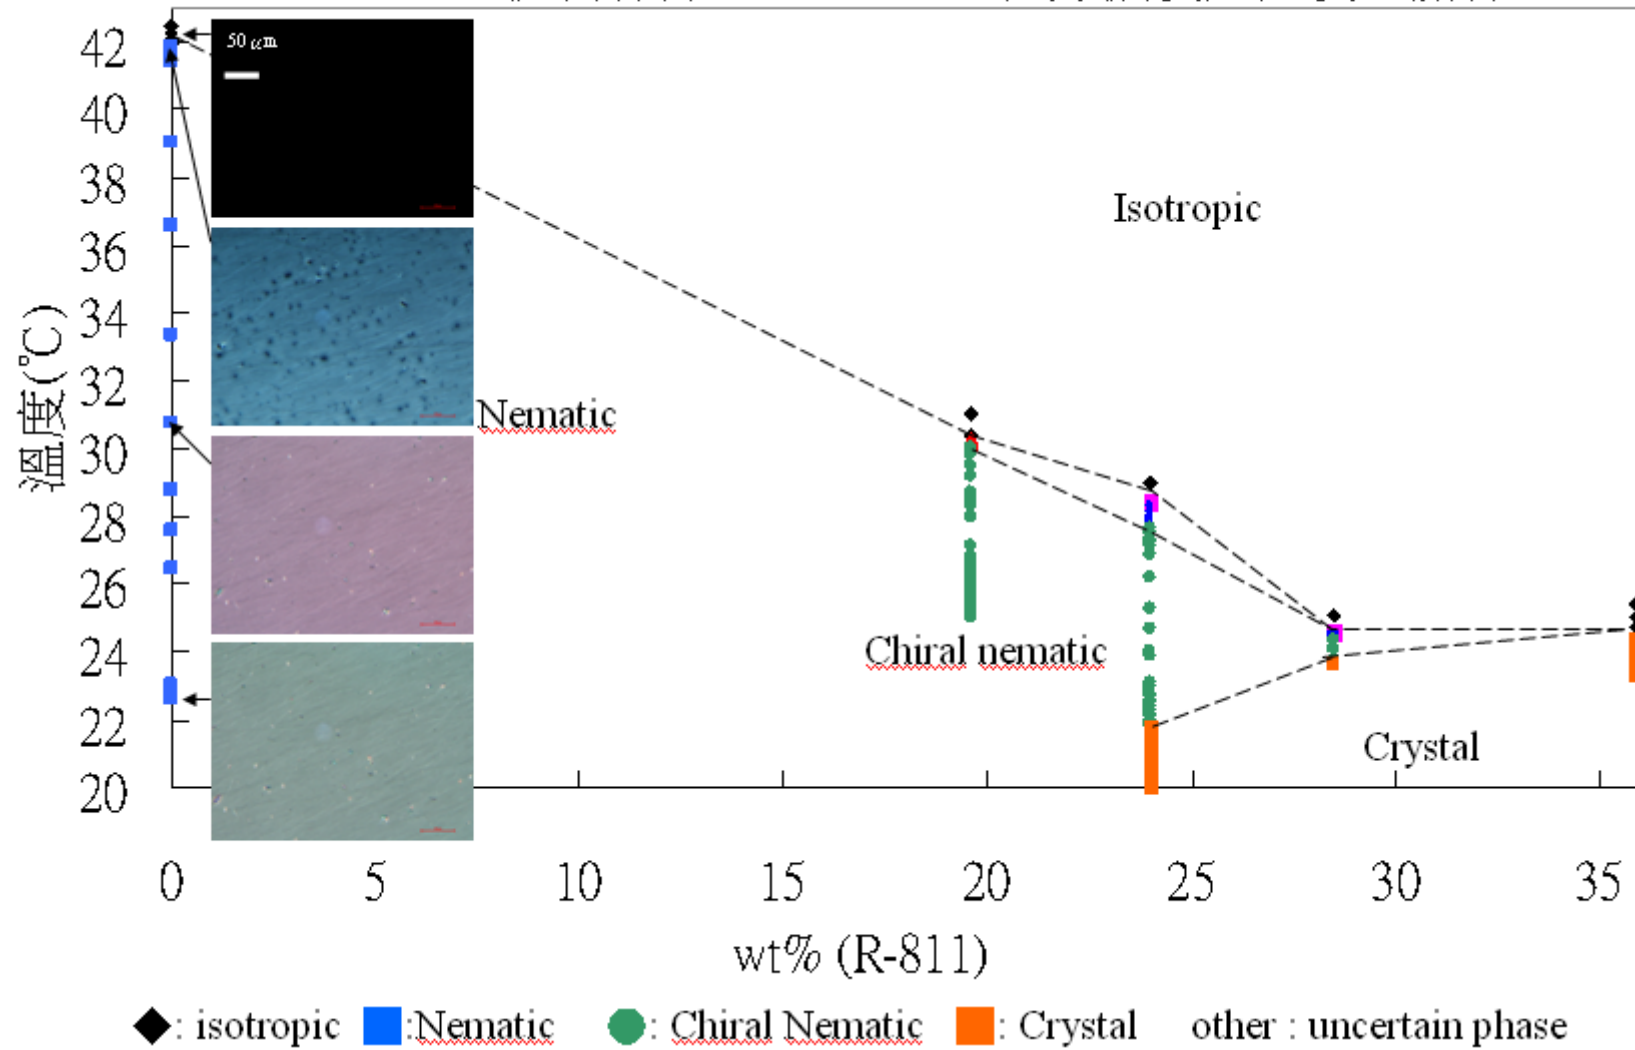 42
40
38
36
34
32
30
28
26
24
22
20
溫度(℃)
50 μm
Isotropic
Nematic
Chiral nematic
Crystal
0 5 10 15 20 25 30 35
wt% (R-811)
: isotropic :Nematic : Chiral Nematic : Crystal other : uncertain phase